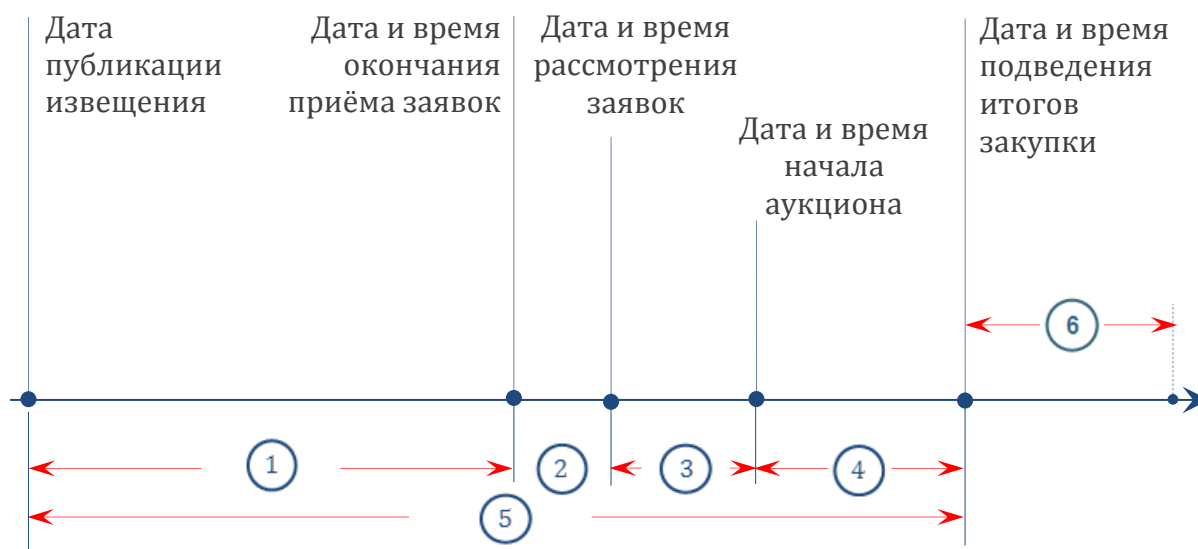 Дата
публикации
извещения
Дата и время
окончания
приёма заявок
Дата и время
рассмотрения
заявок
Дата и время
начала
аукциона
Дата и время
подведения
итогов
закупки
6
1
2
3
4
5